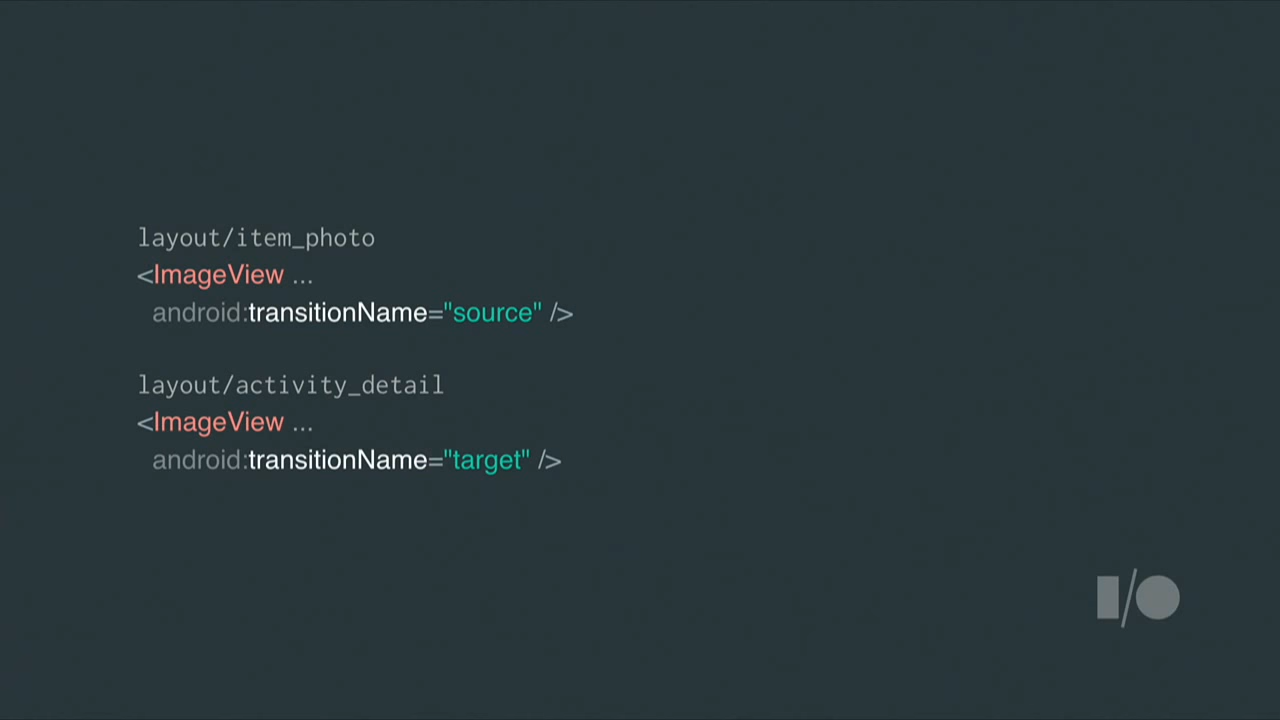 layout/item_photo
<ImageView ...
android:transitionName="source" />
layout/activity_detail
<ImageView ...
android:transitionName="target" />
I/O